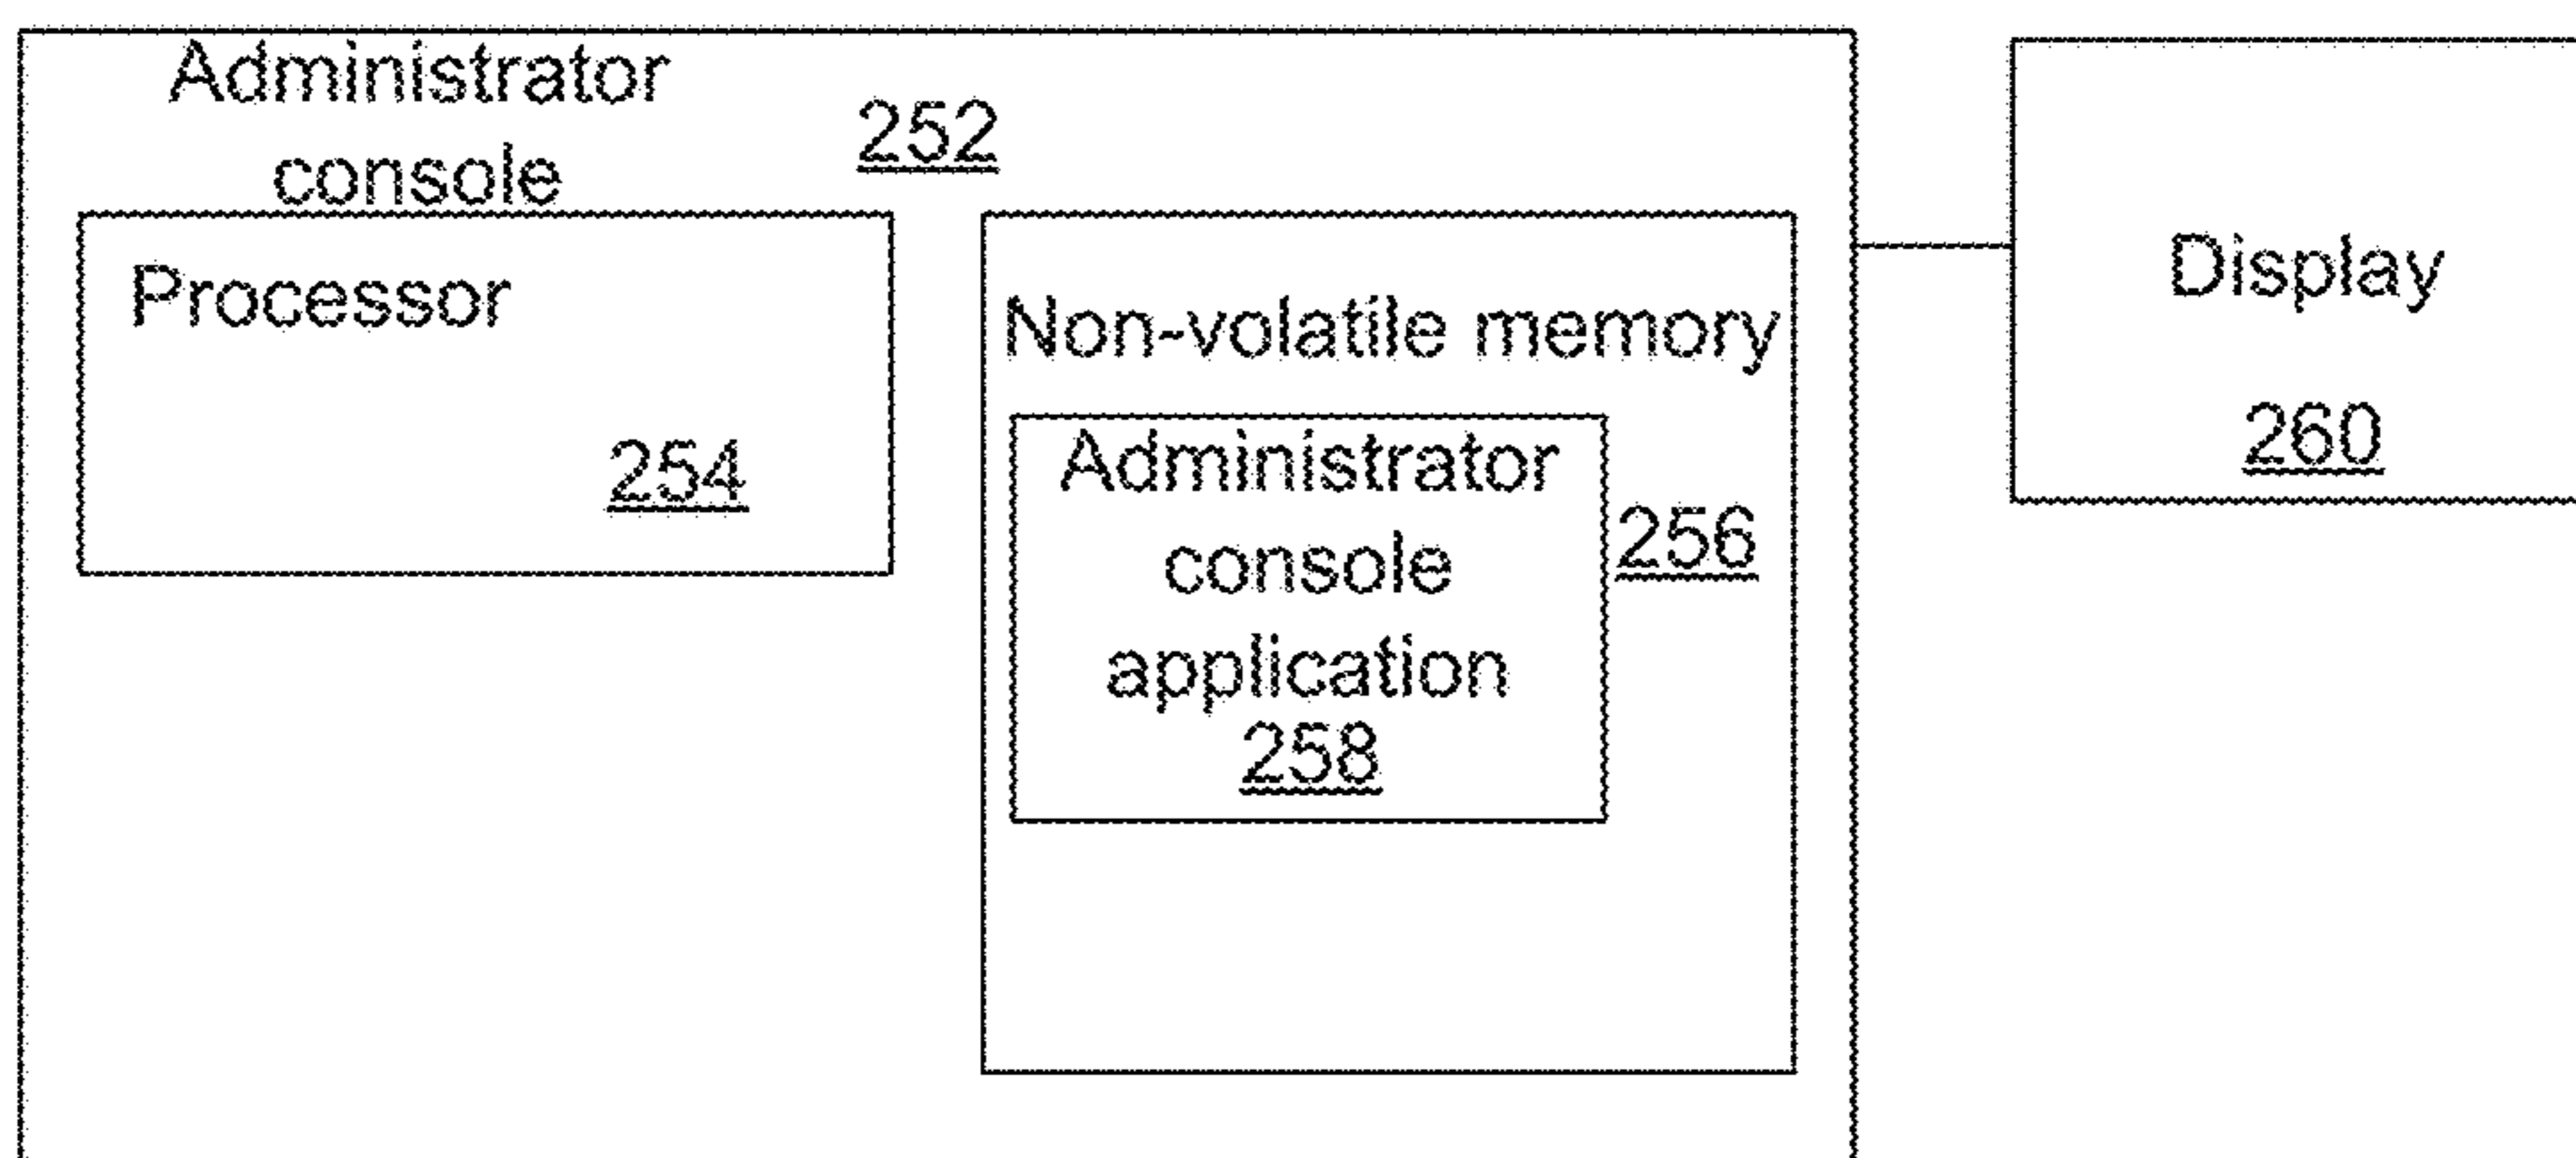 Administrator
console
252
Processor
254
Non-volatile memory
Administrator
console
application
258
256
Display
260